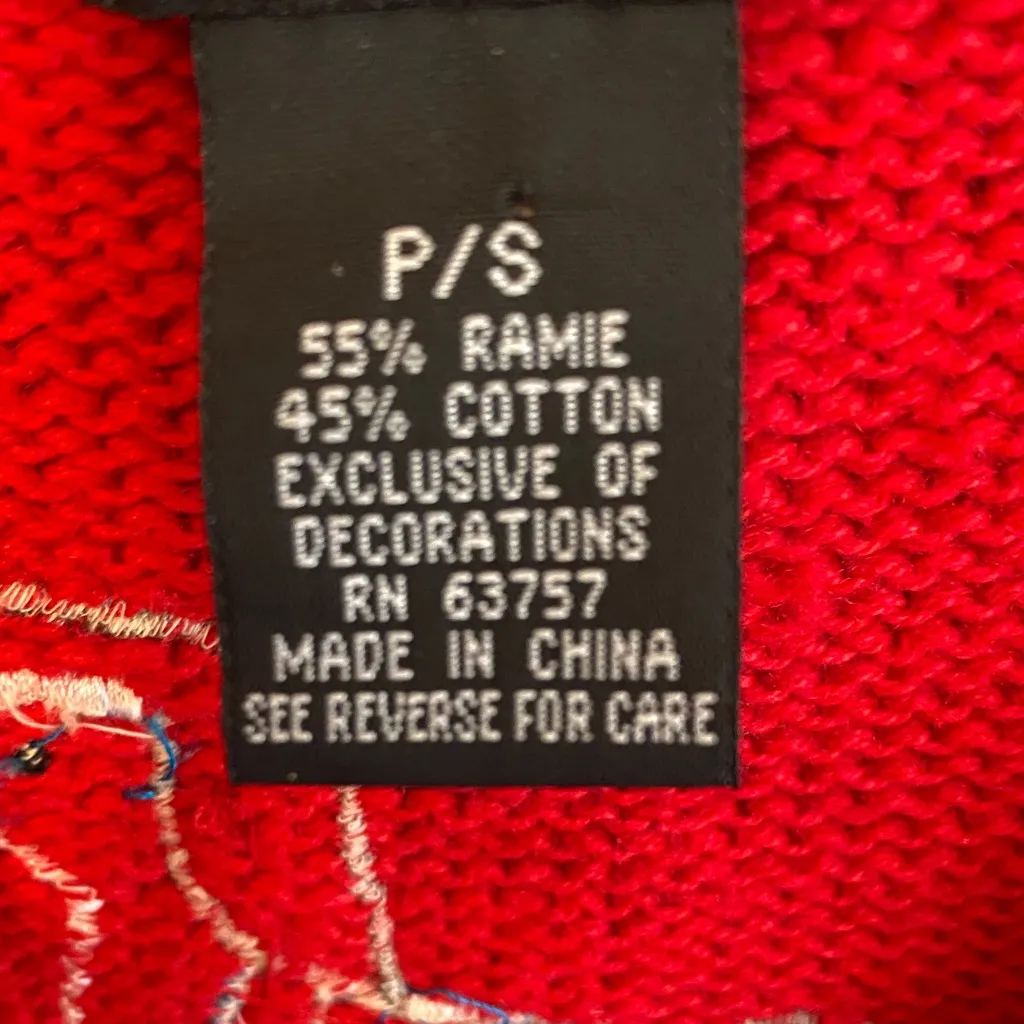 P/S
55% RAMIE
45% COTTON
EXCLUSIVE OF
DECORATIONS
RN 63757
MADE IN CHINA
SEE REVERSE FOR CARE